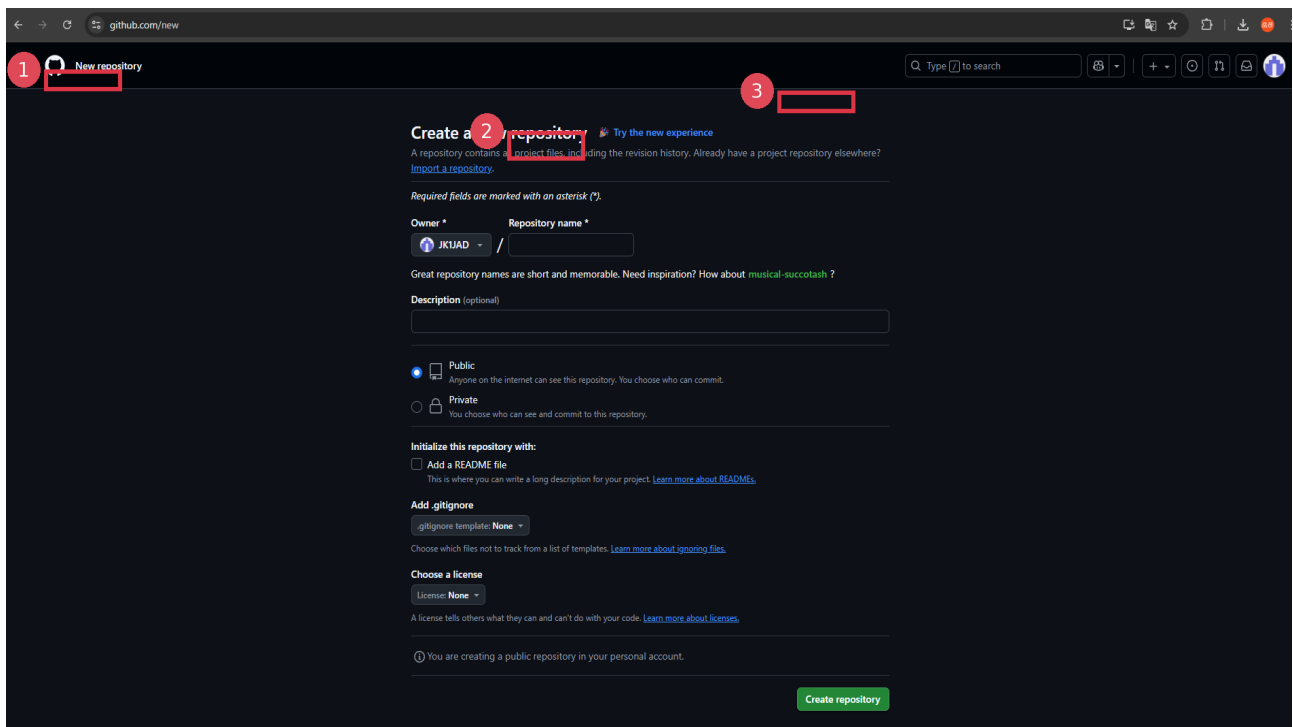 github.com/new
1
New repository
Type / to search
3
2
Create a repository Try the new experience
A repository contains all project files, including the revision history. Already have a project repository elsewhere?
Import a repository.
Required fields are marked with an asterisk (*).
Owner * Repository name *
JK1JAD /
Great repository names are short and memorable. Need inspiration? How about musical-succotash ?
Description (optional)
Public
Anyone on the internet can see this repository. You choose who can commit.
Private
You choose who can see and commit to this repository.
Initialize this repository with:
Add a README file
This is where you can write a long description for your project. Learn more about READMEs.
Add .gitignore
.gitignore template: None
Choose which files not to track from a list of templates. Learn more about ignoring files.
Choose a license
License: None
A license tells others what they can and can't do with your code. Learn more about licenses.
You are creating a public repository in your personal account.
Create repository